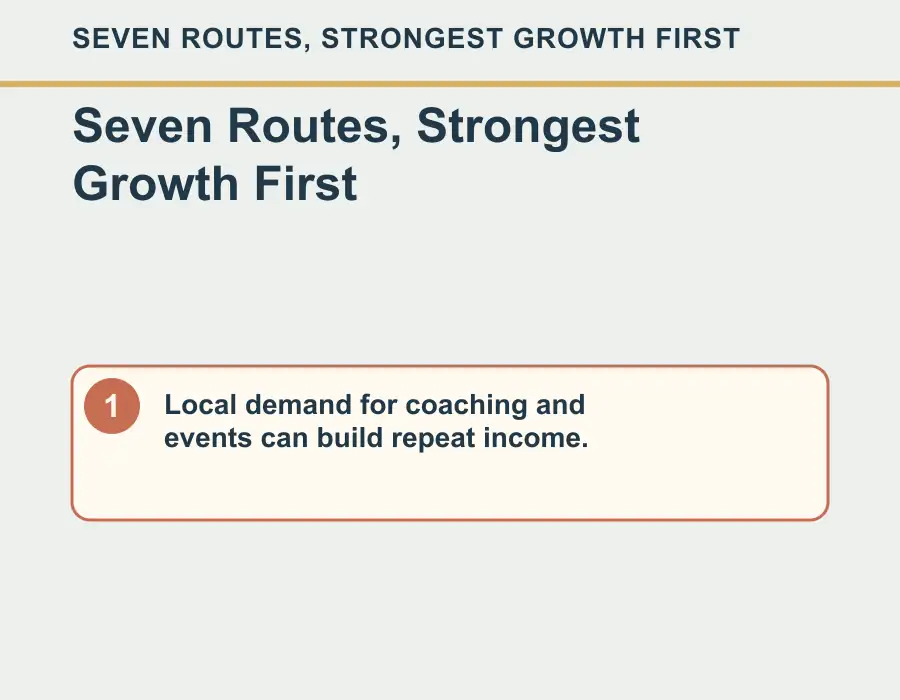 SEVEN ROUTES, STRONGEST GROWTH FIRST
Seven Routes, Strongest
Growth First
1
Local demand for coaching and
events can build repeat income.